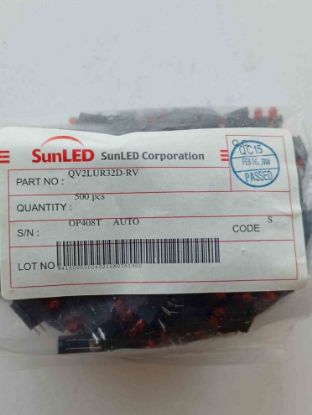 SunLED SunLED Corporation
QC15
PASSED
PART NO : QV2LUR32D-RV
QUANTITY : 500 pcs
S/N : OP408T AUTO CODE S
LOT NO